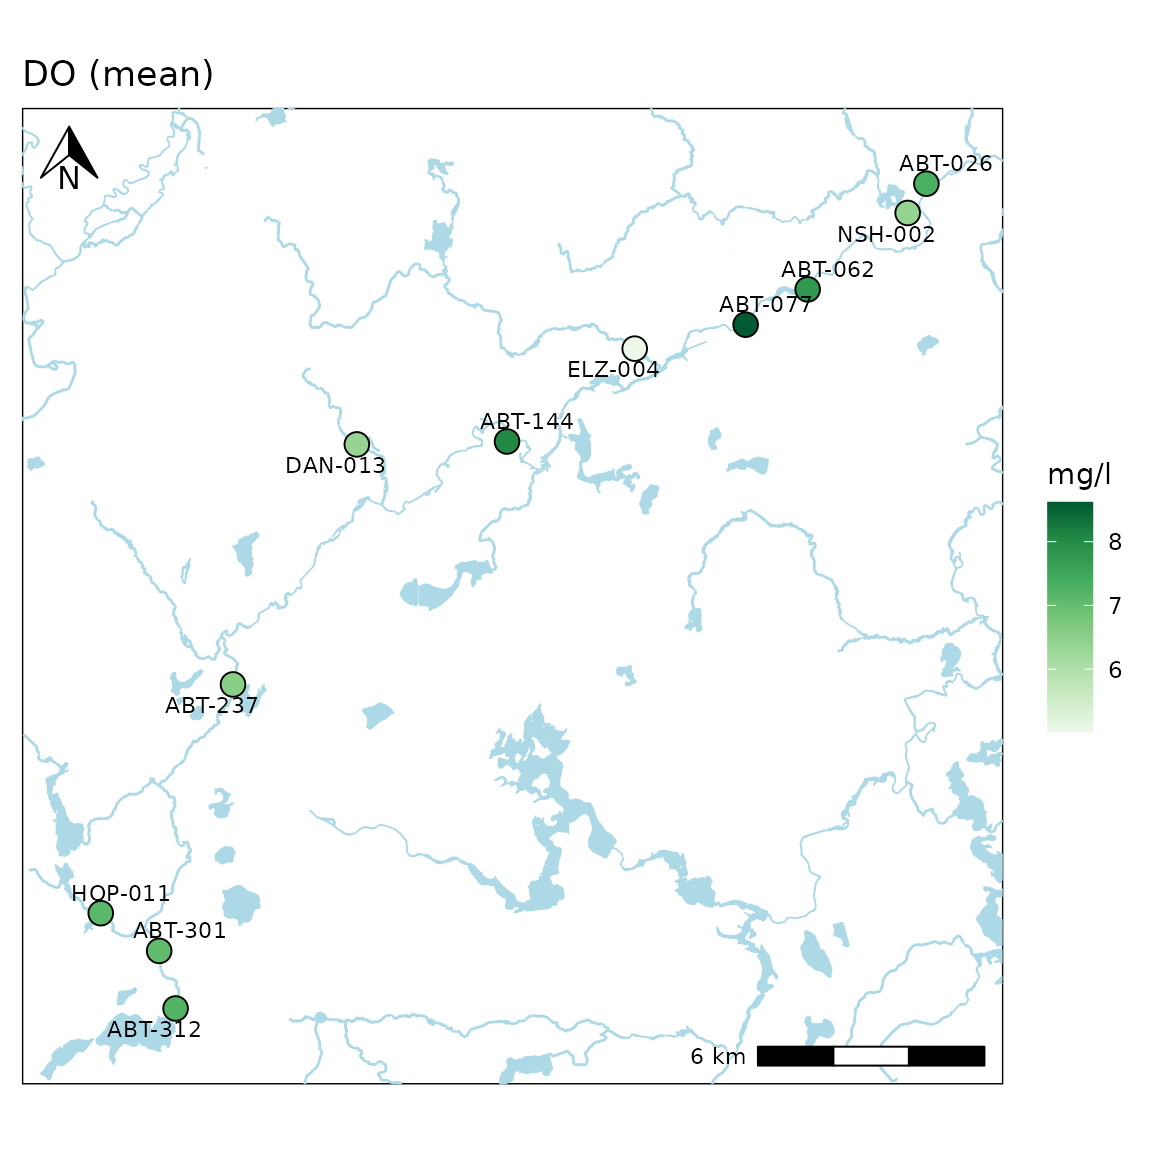 DO (mean)
N
ABT-026
NSH-002
ABT-062
ABT-077
ELZ-004
ABT-144
DAN-013
mg/l
8
7
6
ABT-237
HOP-011
ABT-301
ABT-312
6 km